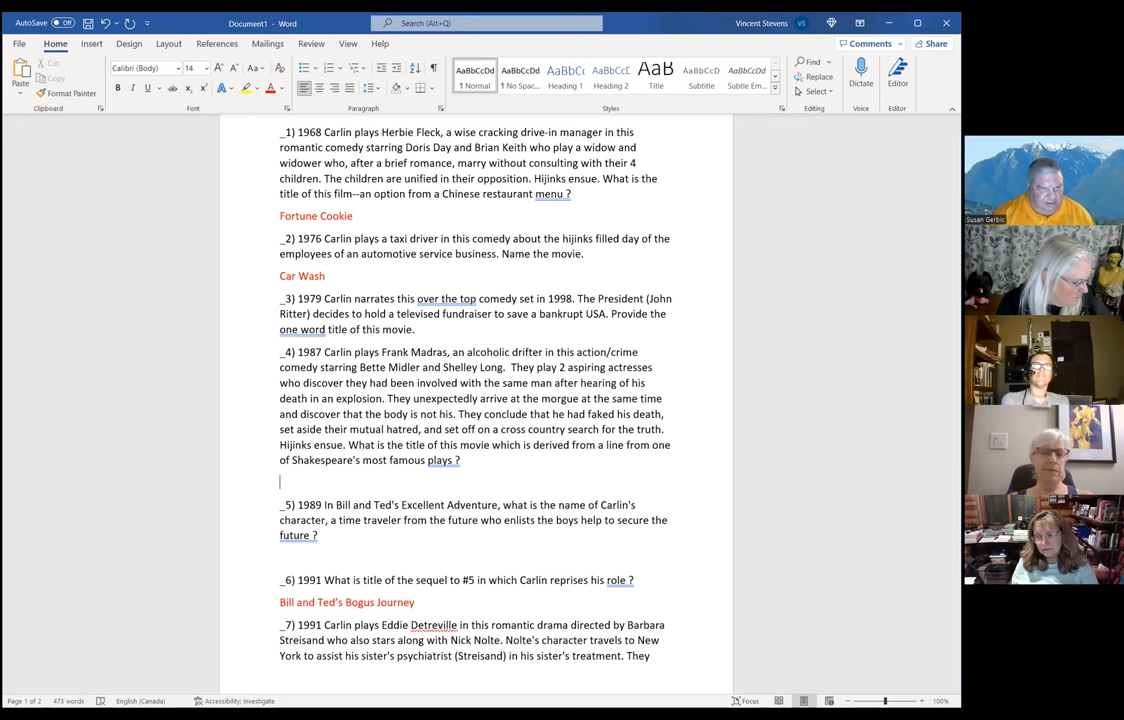 AutoSave Off
Document1 - Word
Search (Alt+Q)
Vincent Stevens VS
File Home Insert Draw Design Layout References Mailings Review View Help
Comments Share
Paste
Cut
Copy
Format Painter
Calibri (Body) 14
AaBbCcDd AaBbCcDd AaBbCc AaBbCcD AaB AaBbCcDd AaBbCcDd
¶ Normal ¶ No Spac... Heading 1 Heading 2 Title Subtitle Subtle Em...
Find
Replace
Select
Dictate Editor
Clipboard Font Paragraph Styles Editing Voice Editor
_1) 1968 Carlin plays Herbie Fleck, a wise cracking drive-in manager in this
romantic comedy starring Doris Day and Brian Keith who play a widow and
widower who, after a brief romance, marry without consulting with their 4
children. The children are unified in their opposition. Hijinks ensue. What is the
title of this film--an option from a Chinese restaurant menu ?
Fortune Cookie
_2) 1976 Carlin plays a taxi driver in this comedy about the hijinks filled day of the
employees of an automotive service business. Name the movie.
Car Wash
_3) 1979 Carlin narrates this over the top comedy set in 1998. The President (John
Ritter) decides to hold a televised fundraiser to save a bankrupt USA. Provide the
one word title of this movie.
_4) 1987 Carlin plays Frank Madras, an alcoholic drifter in this action/crime
comedy starring Bette Midler and Shelley Long. They play 2 aspiring actresses
who discover they had been involved with the same man after hearing of his
death in an explosion. They unexpectedly arrive at the morgue at the same time
and discover that the body is not his. They conclude that he had faked his death,
set aside their mutual hatred, and set off on a cross country search for the truth.
Hijinks ensue. What is the title of this movie which is derived from a line from one
of Shakespeare's most famous plays ?
_5) 1989 In Bill and Ted's Excellent Adventure, what is the name of Carlin's
character, a time traveler from the future who enlists the boys help to secure the
future ?
_6) 1991 What is title of the sequel to #5 in which Carlin reprises his role ?
Bill and Ted's Bogus Journey
_7) 1991 Carlin plays Eddie Detreville in this romantic drama directed by Barbara
Streisand who also stars along with Nick Nolte. Nolte's character travels to New
York to assist his sister's psychiatrist (Streisand) in his sister's treatment. They
Susan Gerbic
Page 1 of 2 473 words English (Canada) Accessibility: Investigate Focus 100%